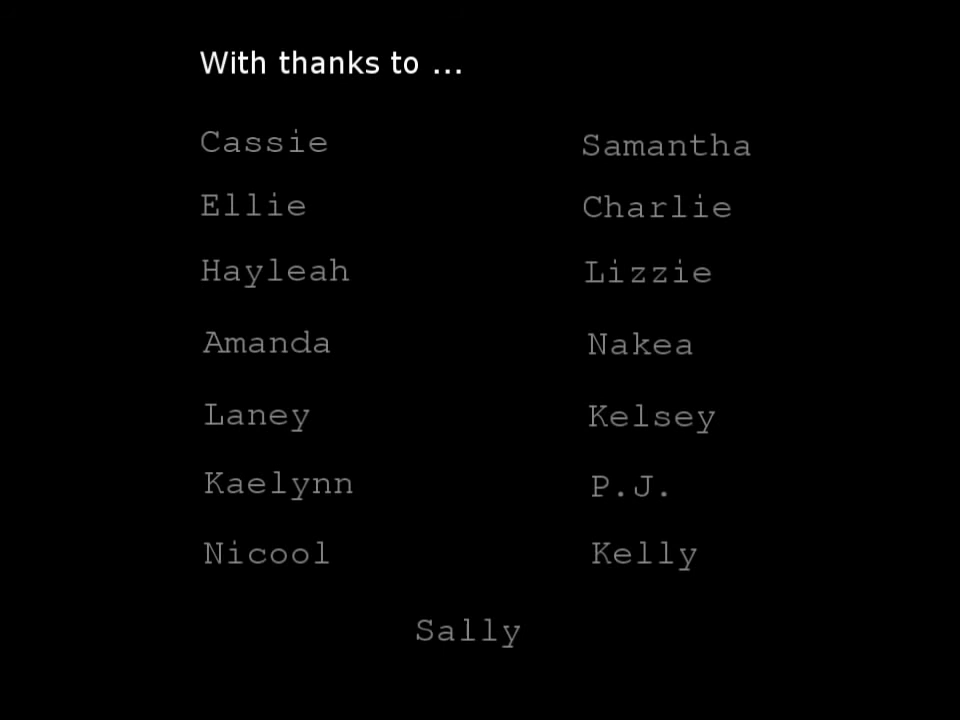 With thanks to ...
Cassie
Samantha
Ellie
Charlie
Hayleah
Lizzie
Amanda
Nakea
Laney
Kelsey
Kaelynn
P.J.
Nicool
Kelly
Sally